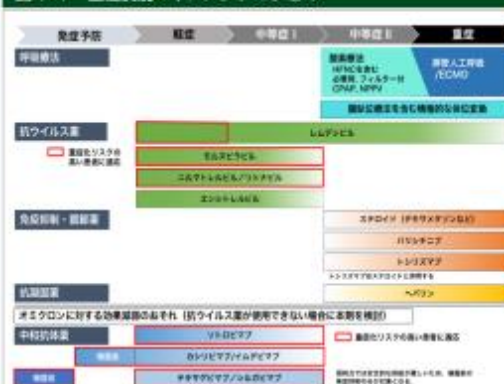 発症予防 軽症 中等症Ⅰ 中等症Ⅱ 重症
呼吸療法
酸素療法
HFNCを含む
必要時、フィルター付
CPAP、NPPV
侵襲的人工呼吸
/ECMO
腹臥位療法を含む積極的な体位変換
抗ウイルス薬
レムデシビル
重症化リスクの
高い患者に適応
モルヌピラビル
ニルマトレルビル/リトナビル
エンシトレルビル
免疫抑制・調節薬
ステロイド(デキサメタゾンなど)
バリシチニブ
トシリズマブ
トシリズマブはステロイドと併用する
抗凝固薬
ヘパリン
オミクロンに対する効果減弱のおそれ(抗ウイルス薬が使用できない場合に本剤を検討)
中和抗体薬
ソトロビマブ
重症化リスクの高い患者に適応
カシリビマブ/イムデビマブ
チキサゲビマブ/シルガビマブ